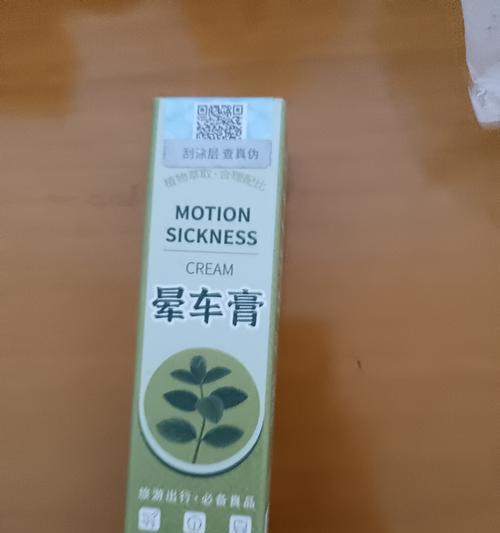 刮涂层 查真伪
植物萃取·合理配比
MOTION
SICKNESS
CREAM
晕车膏
旅游出行·必备良品